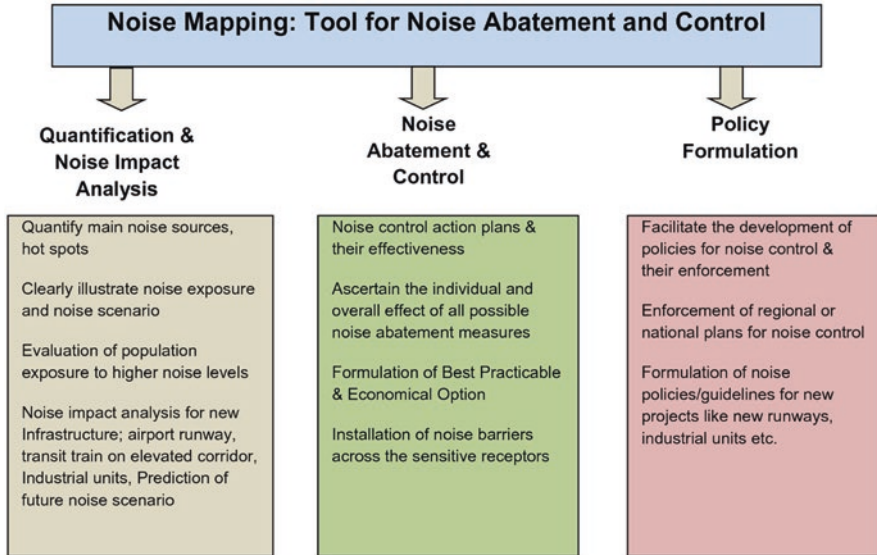 Noise Mapping: Tool for Noise Abatement and Control
Quantification &
Noise Impact
Analysis
Quantify main noise sources,
hot spots
Clearly illustrate noise exposure
and noise scenario
Evaluation of population
exposure to higher noise levels
Noise impact analysis for new
Infrastructure; airport runway,
transit train on elevated corridor,
Industrial units, Prediction of
future noise scenario
Noise
Abatement &
Control
Noise control action plans &
their effectiveness
Ascertain the individual and
overall effect of all possible
noise abatement measures
Formulation of Best Practicable
& Economical Option
Installation of noise barriers
across the sensitive receptors
Policy
Formulation
Facilitate the development of
policies for noise control &
their enforcement
Enforcement of regional or
national plans for noise control
Formulation of noise
policies/guidelines for new
projects like new runways,
industrial units etc.